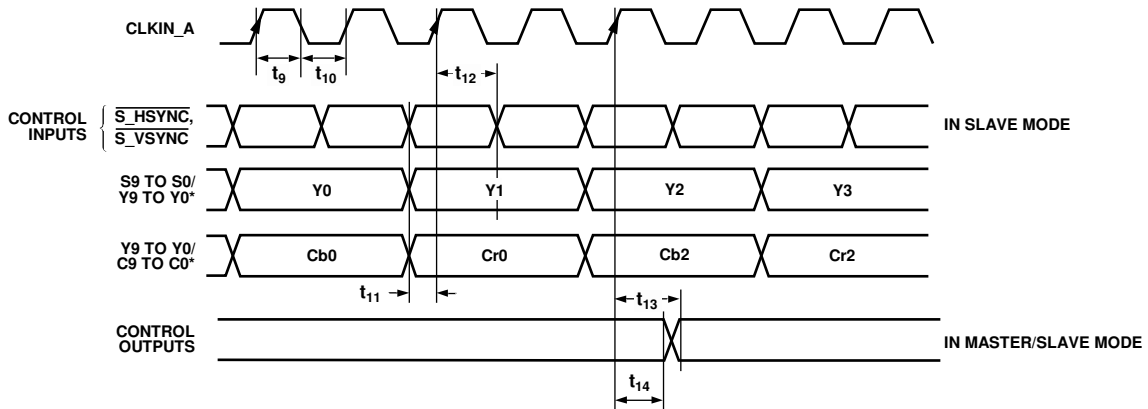 CLKIN_A
t9
t10
t12
CONTROL
INPUTS
S_HSYNC,
S_VSYNC
IN SLAVE MODE
S9 TO S0/
Y9 TO Y0*
Y0
Y1
Y2
Y3
Y9 TO Y0/
C9 TO C0*
Cb0
Cr0
Cb2
Cr2
t11
t13
CONTROL
OUTPUTS
IN MASTER/SLAVE MODE
t14